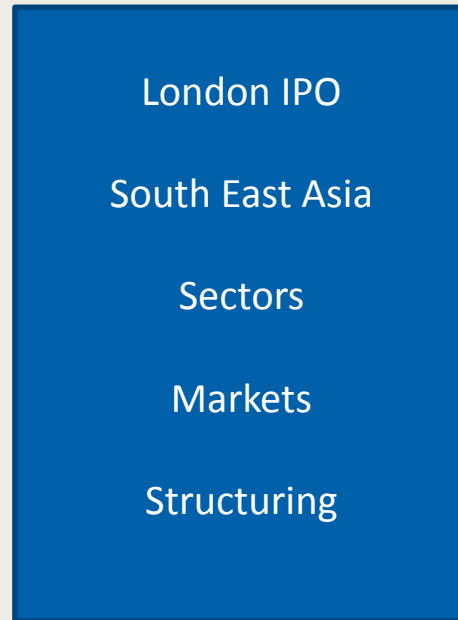 London IPO
South East Asia
Sectors
Markets
Structuring